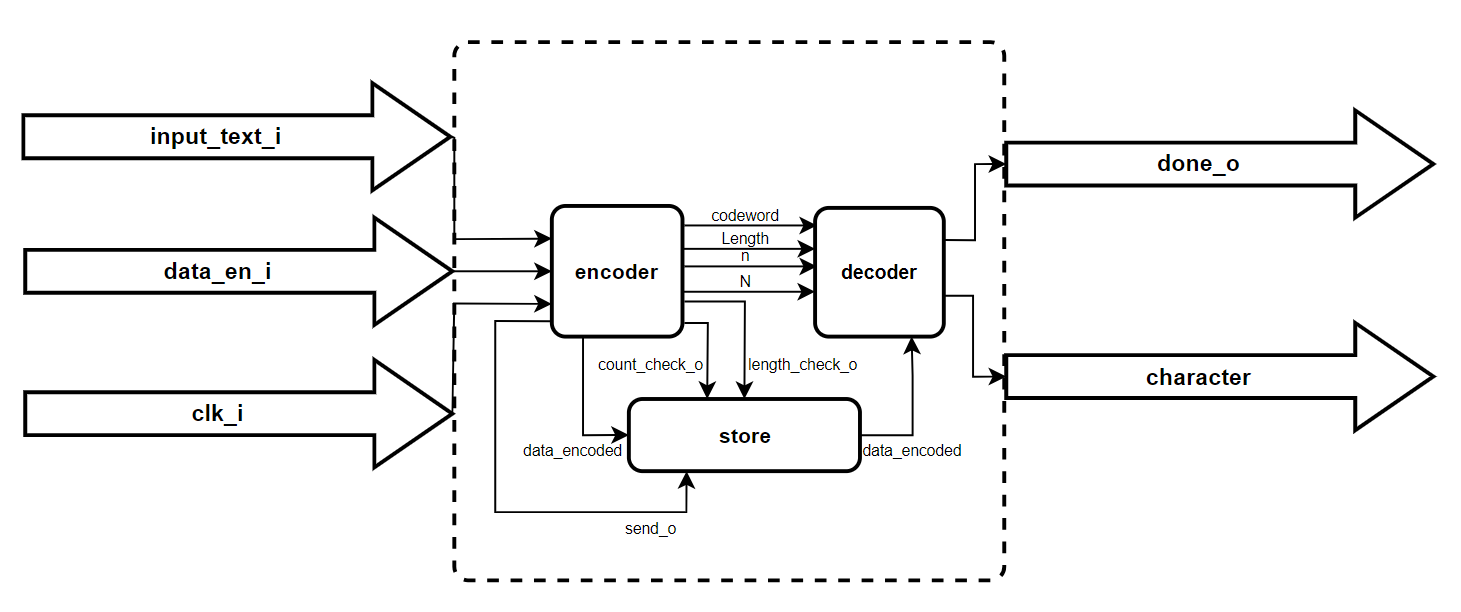 input_text_i
data_en_i
clk_i
encoder
codeword
Length
n
N
decoder
count_check_o
length_check_o
store
data_encoded
data_encoded
send_o
done_o
character